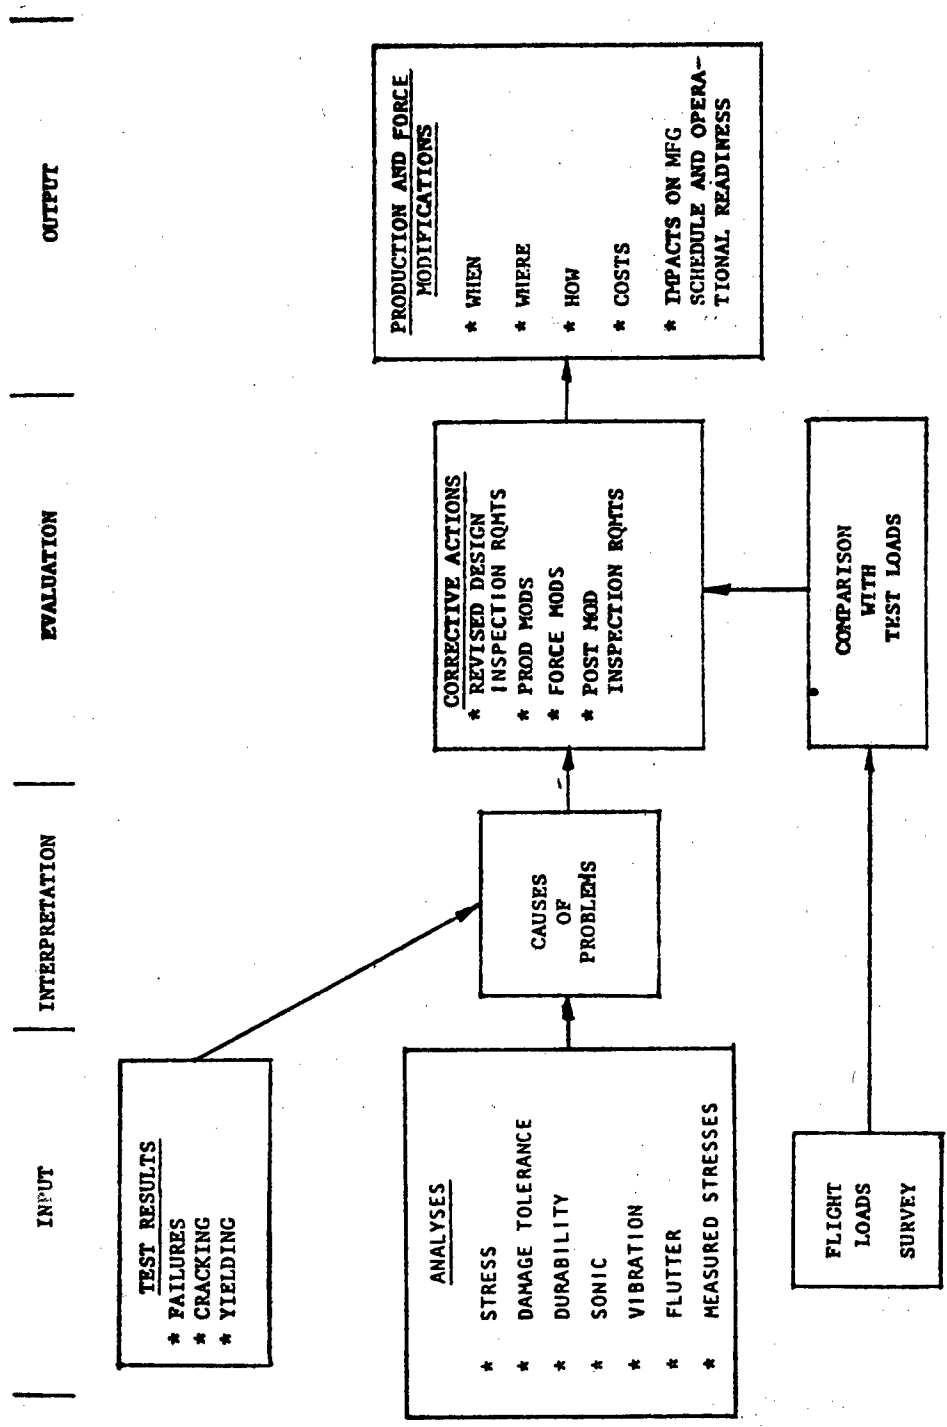 INPUT
INTERPRETATION
EVALUATION
OUTPUT
TEST RESULTS
* FAILURES
* CRACKING
* YIELDING
ANALYSES
* STRESS
* DAMAGE TOLERANCE
* DURABILITY
* SONIC
* VIBRATION
* FLUTTER
* MEASURED STRESSES
FLIGHT
LOADS
SURVEY
CAUSES
OF
PROBLEMS
CORRECTIVE ACTIONS
* REVISED DESIGN
INSPECTION RQMTS
* PROD MODS
* FORCE MODS
* POST MOD
INSPECTION RQMTS
COMPARISON
WITH
TEST LOADS
PRODUCTION AND FORCE
MODIFICATIONS
* WHEN
* WHERE
* HOW
* COSTS
* IMPACTS ON MFG
SCHEDULE AND OPERA-
TIONAL READINESS